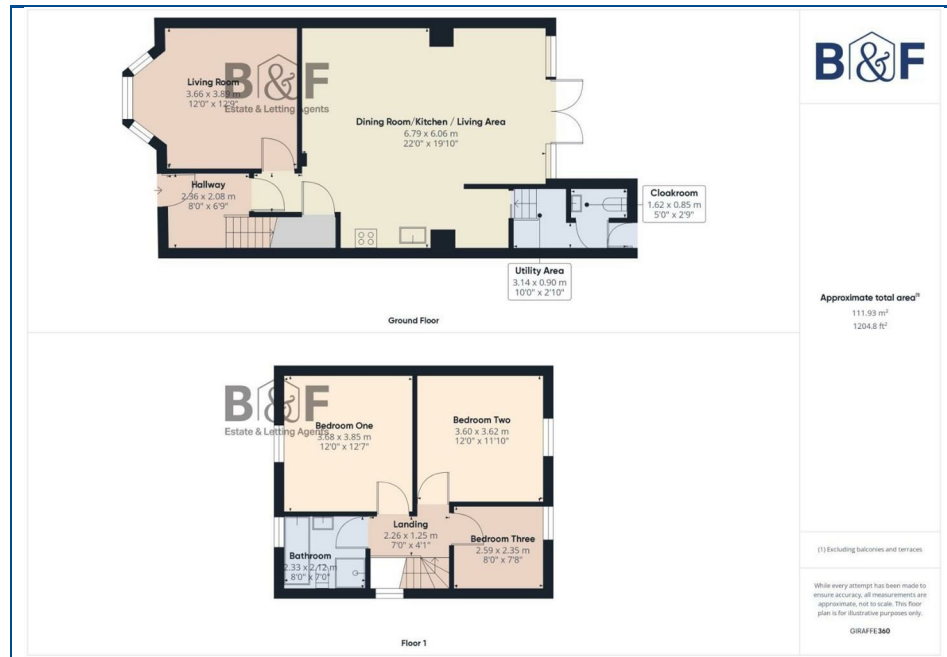 B&F
Estate & Letting Agents
Living Room
3.66 x 3.89 m
12'0" x 12'9"
Dining Room/Kitchen / Living Area
6.79 x 6.06 m
22'0" x 19'10"
Hallway
2.36 x 2.08 m
8'0" x 6'9"
Cloakroom
1.62 x 0.85 m
5'0" x 2'9"
Utility Area
3.14 x 0.90 m
10'0" x 2'10"
Ground Floor
B&F
Estate & Letting Agents
Bedroom One
3.68 x 3.85 m
12'0" x 12'7"
Bedroom Two
3.60 x 3.62 m
12'0" x 11'10"
Landing
2.26 x 1.25 m
7'0" x 4'1"
Bedroom Three
2.59 x 2.35 m
8'0" x 7'8"
Bathroom
2.33 x 2.12 m
8'0" x 7'0"
Floor 1
B&F
Approximate total area⁽¹⁾
111.93 m²
1204.8 ft²
(1) Excluding balconies and terraces
While every attempt has been made to
ensure accuracy, all measurements are
approximate, not to scale. This floor
plan is for illustrative purposes only.
GIRAFFE360